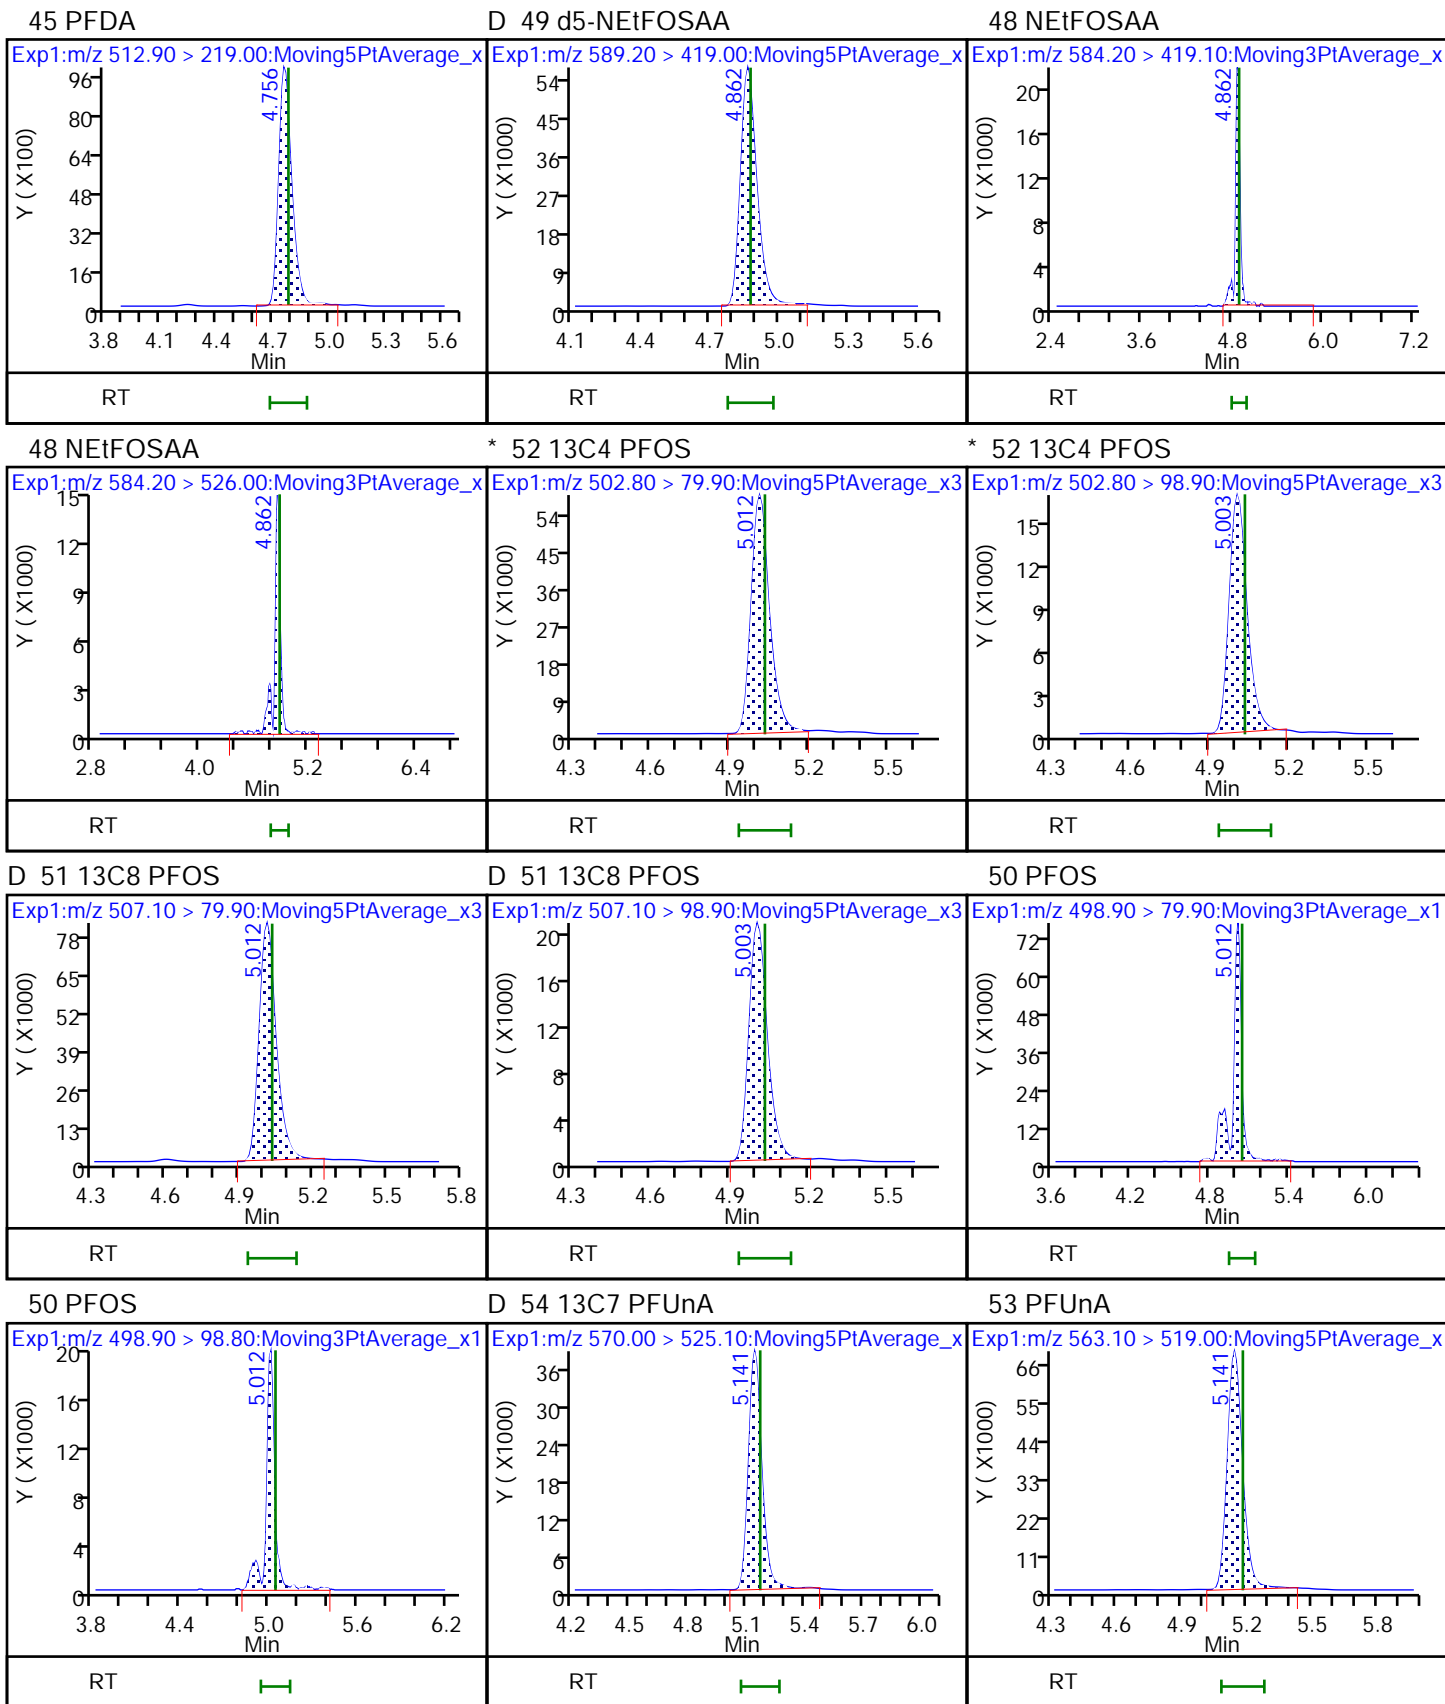 45 PFDA
Exp1:m/z 512.90 > 219.00:Moving5PtAverage_x
4.756
Y ( X100)
96
80
64
48
32
16
0
3.8 4.1 4.4 4.7 5.0 5.3 5.6
Min
RT
D 49 d5-NEtFOSAA
Exp1:m/z 589.20 > 419.00:Moving5PtAverage_x
4.862
Y ( X1000)
54
45
36
27
18
9
0
4.1 4.4 4.7 5.0 5.3 5.6
Min
RT
48 NEtFOSAA
Exp1:m/z 584.20 > 419.10:Moving3PtAverage_x
4.862
Y ( X1000)
20
16
12
8
4
0
2.4 3.6 4.8 6.0 7.2
Min
RT
48 NEtFOSAA
Exp1:m/z 584.20 > 526.00:Moving3PtAverage_x
4.862
Y ( X1000)
15
12
9
6
3
0
2.8 4.0 5.2 6.4
Min
RT
* 52 13C4 PFOS
Exp1:m/z 502.80 > 79.90:Moving5PtAverage_x3
5.012
Y ( X1000)
54
45
36
27
18
9
0
4.3 4.6 4.9 5.2 5.5
Min
RT
* 52 13C4 PFOS
Exp1:m/z 502.80 > 98.90:Moving5PtAverage_x3
5.003
Y ( X1000)
15
12
9
6
3
0
4.3 4.6 4.9 5.2 5.5
Min
RT
D 51 13C8 PFOS
Exp1:m/z 507.10 > 79.90:Moving5PtAverage_x3
5.012
Y ( X1000)
78
65
52
39
26
13
0
4.3 4.6 4.9 5.2 5.5 5.8
Min
RT
D 51 13C8 PFOS
Exp1:m/z 507.10 > 98.90:Moving5PtAverage_x3
5.003
Y ( X1000)
20
16
12
8
4
0
4.3 4.6 4.9 5.2 5.5
Min
RT
50 PFOS
Exp1:m/z 498.90 > 79.90:Moving3PtAverage_x1
5.012
Y ( X1000)
72
60
48
36
24
12
0
3.6 4.2 4.8 5.4 6.0
Min
RT
50 PFOS
Exp1:m/z 498.90 > 98.80:Moving3PtAverage_x1
5.012
Y ( X1000)
20
16
12
8
4
0
3.8 4.4 5.0 5.6 6.2
Min
RT
D 54 13C7 PFUnA
Exp1:m/z 570.00 > 525.10:Moving5PtAverage_x
5.141
Y ( X1000)
36
30
24
18
12
6
0
4.2 4.5 4.8 5.1 5.4 5.7 6.0
Min
RT
53 PFUnA
Exp1:m/z 563.10 > 519.00:Moving5PtAverage_x
5.141
Y ( X1000)
66
55
44
33
22
11
0
4.3 4.6 4.9 5.2 5.5 5.8
Min
RT